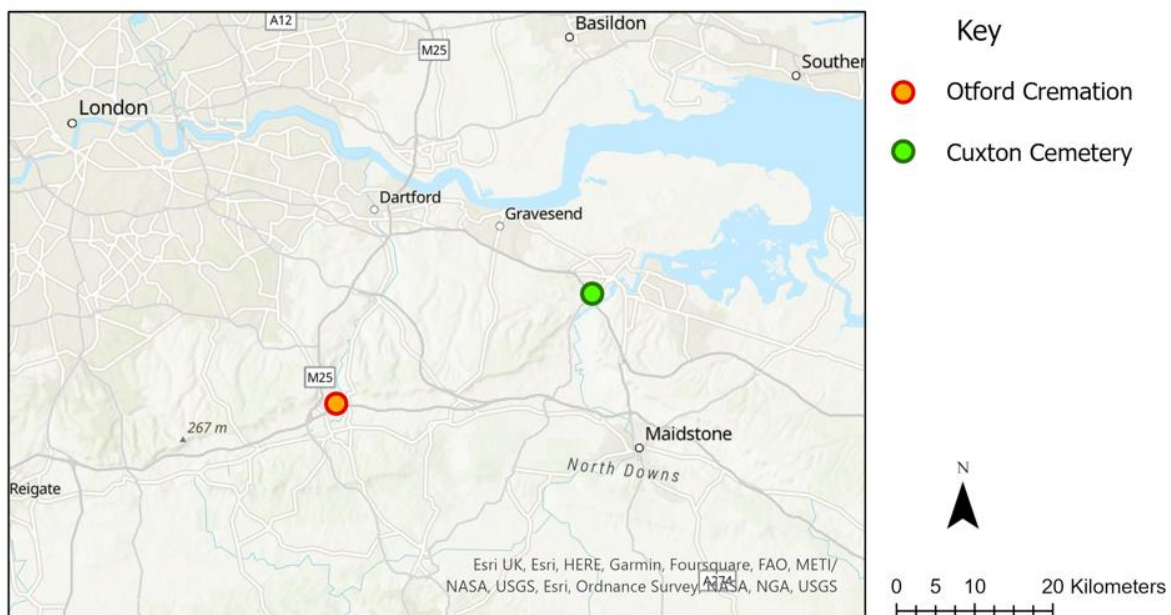 A12
Basildon
M25
Souther
London
Dartford
Gravesend
M25
267 m
Maidstone
North Downs
Reigate
Esri UK, Esri, HERE, Garmin, Foursquare, FAO, METI/
NASA, USGS, Esri, Ordnance Survey, NASA, NGA, USGS
A274
Key
Otford Cremation
Cuxton Cemetery
N
0 5 10 20 Kilometers